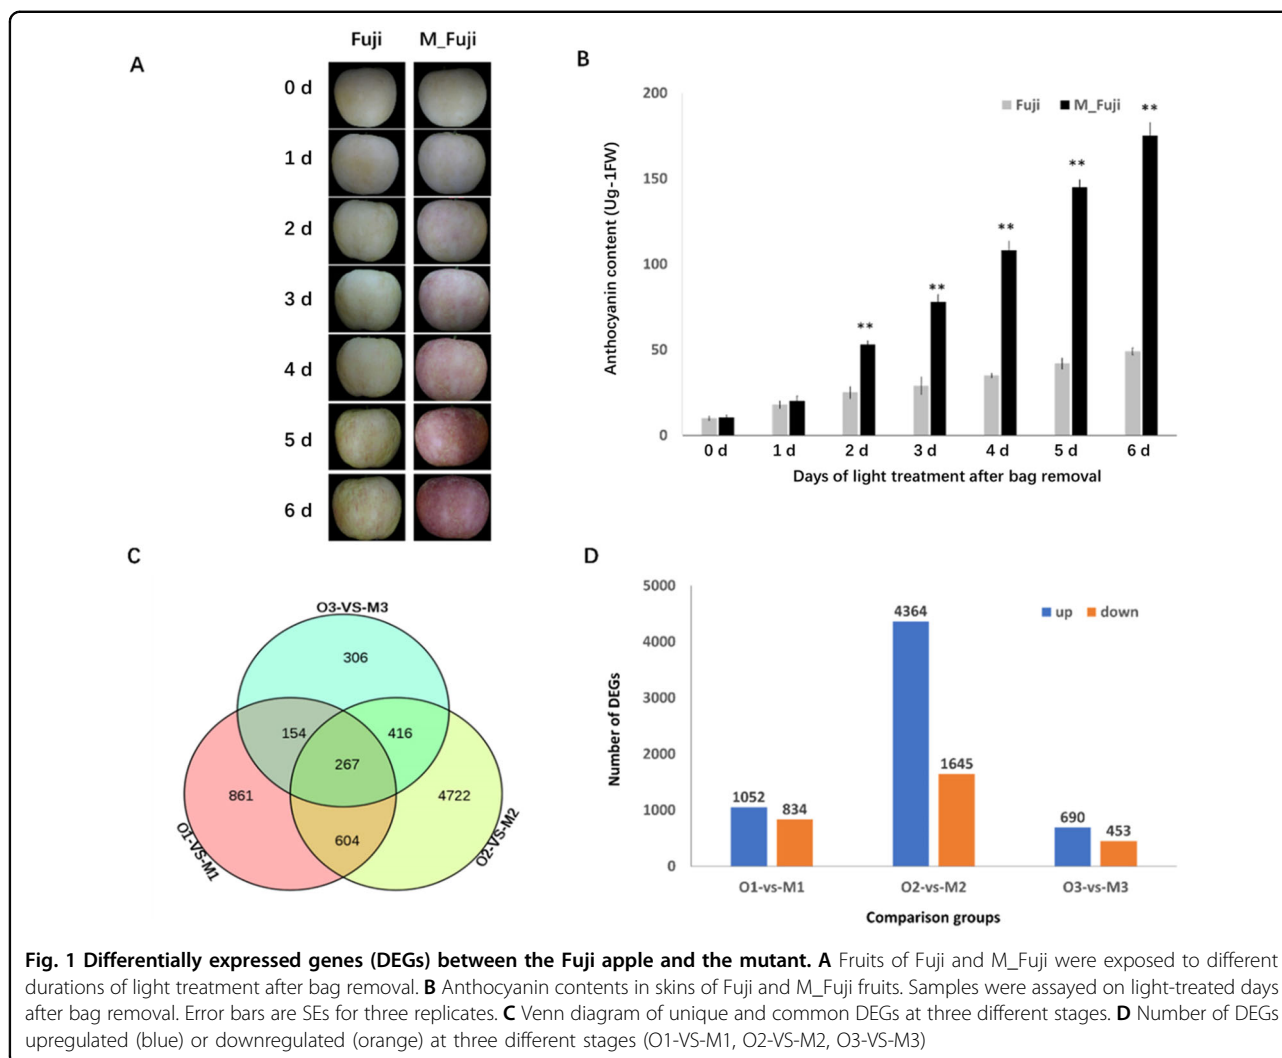 A
Fuji M_Fuji
0 d
1 d
2 d
3 d
4 d
5 d
6 d
B
Fuji M_Fuji
Anthocyanin content (Ug-1FW)
200
150
100
50
0
**
**
**
**
**
0 d 1 d 2 d 3 d 4 d 5 d 6 d
Days of light treatment after bag removal
C
O3-VS-M3
306
154 416
267
861 4722
604
O1-VS-M1
O2-VS-M2
D
up down
Number of DEGs
5000
4000
3000
2000
1000
0
1052 834
4364 1645
690 453
O1-vs-M1 O2-vs-M2 O3-vs-M3
Comparison groups
Fig. 1 Differentially expressed genes (DEGs) between the Fuji apple and the mutant. A Fruits of Fuji and M_Fuji were exposed to different
durations of light treatment after bag removal. B Anthocyanin contents in skins of Fuji and M_Fuji fruits. Samples were assayed on light-treated days
after bag removal. Error bars are SEs for three replicates. C Venn diagram of unique and common DEGs at three different stages. D Number of DEGs
upregulated (blue) or downregulated (orange) at three different stages (O1-VS-M1, O2-VS-M2, O3-VS-M3)